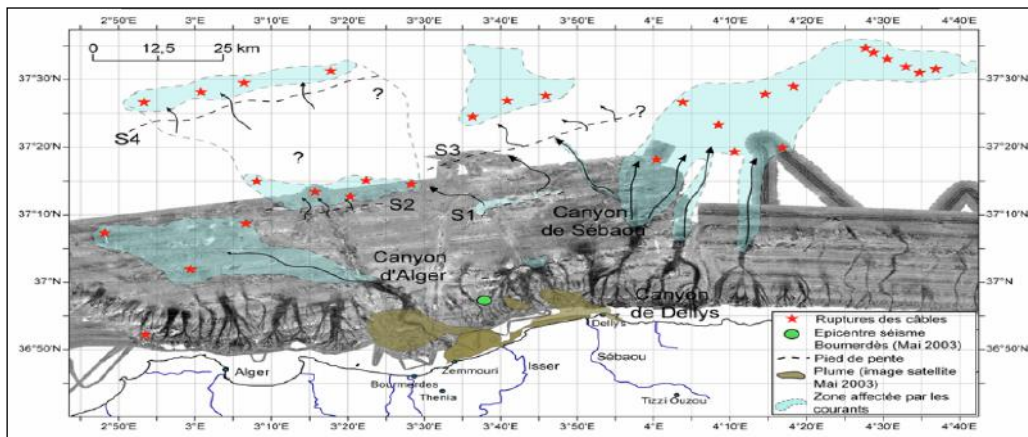 2°50'E 3°E 3°10'E 3°20'E 3°30'E 3°40'E 3°50'E 4°E 4°10'E 4°20'E 4°30'E 4°40'E
0 12,5 25 km
37°30'N
37°30'N
?
S4
?
37°20'N
37°20'N
?
S3
S2
S1
37°10'N
37°10'N
Canyon
de Sébaou
Canyon
d'Alger
37°N
37°N
Canyon
de Dellys
Dellys
36°50'N
36°50'N
Alger
Zemmouri
Isser
Sébaou
Boumerdes
Thenia
Tizzi Ouzou
Ruptures des câbles
Epicentre séisme
Boumerdès (Mai 2003)
Pied de pente
Plume (image satellite
Mai 2003)
Zone affectée par les
courants
2°50'E 3°E 3°10'E 3°20'E 3°30'E 3°40'E 3°50'E 4°E 4°10'E 4°20'E 4°30'E 4°40'E